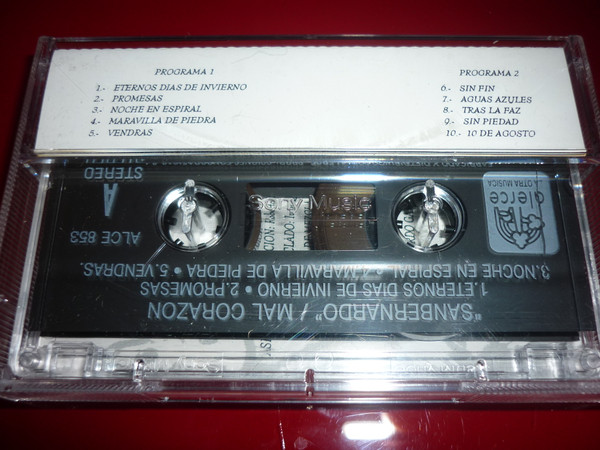 PROGRAMA 1
1.- ETERNOS DIAS DE INVIERNO
2.- PROMESAS
3.- NOCHE EN ESPIRAL
4.- MARAVILLA DE PIEDRA
5.- VENDRAS
PROGRAMA 2
6.- SIN FIN
7.- AGUAS AZULES
8.- TRAS LA PAZ
9.- SIN PIEDAD
10.- 10 DE AGOSTO
"SANBERNARDO" / MAL CORAZON
1.ETERNOS DIAS DE INVIERNO • 2.PROMESAS
3.NOCHE EN ESPIRAL • 4.MARAVILLA DE PIEDRA • 5.VENDRAS.
alerce
LA OTRA MUSICA
Sony Music
ALCE 853
A
STEREO